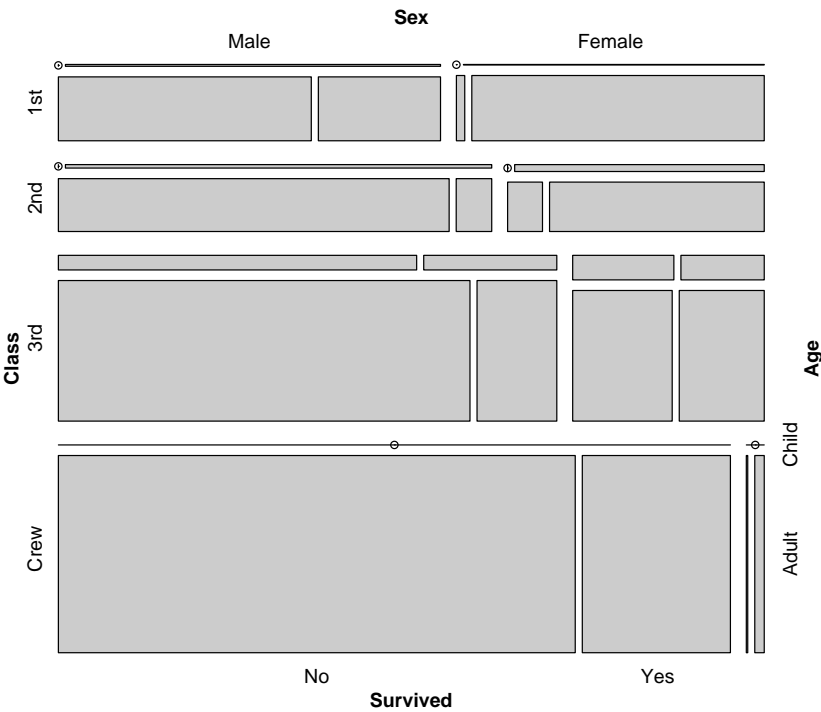 Sex
Male Female
1st
2nd
3rd
Crew
Class
Age
Child
Adult
No Yes
Survived